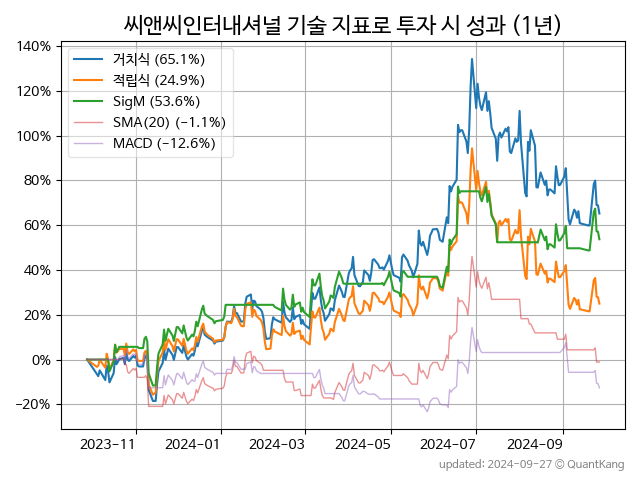 씨앤씨인터내셔널 기술 지표로 투자 시 성과 (1년)
140%
120%
100%
80%
60%
40%
20%
0%
−20%
거치식 (65.1%)
적립식 (24.9%)
SigM (53.6%)
SMA(20) (−1.1%)
MACD (−12.6%)
2023-11
2024-01
2024-03
2024-05
2024-07
2024-09
updated: 2024-09-27 © QuantKang